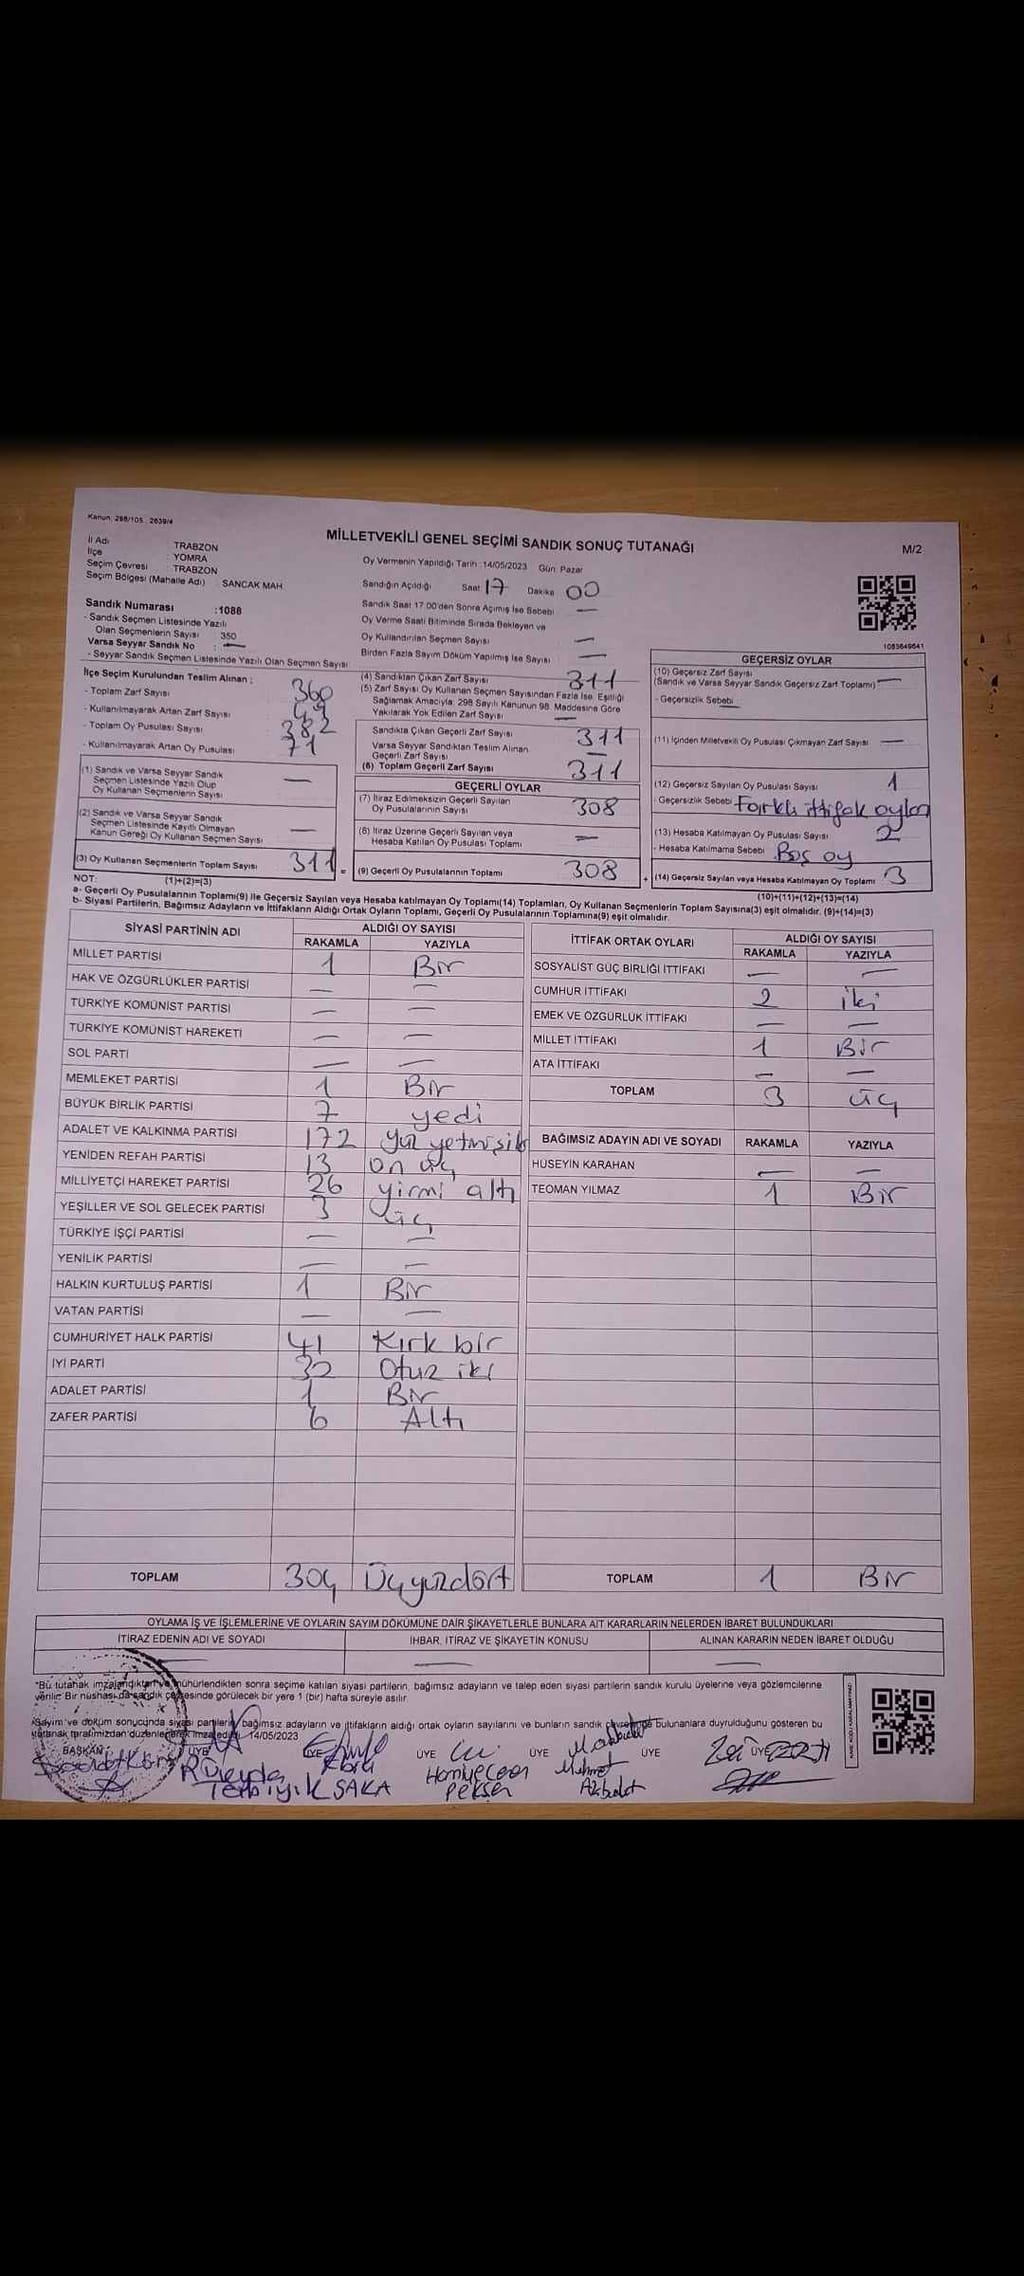 Kanun: 298/105 , 2839/4
MİLLETVEKİLİ GENEL SEÇİMİ SANDIK SONUÇ TUTANAĞI
M/2
İl Adı : TRABZON
İlçe : YOMRA
Seçim Çevresi : TRABZON
Seçim Bölgesi (Mahalle Adı) SANCAK MAH
Oy Vermenin Yapıldığı Tarih :14/05/2023 Gün: Pazar
Sandığın Açıldığı Saat 17 Dakika 00
Sandık Saat 17.00'den Sonra Açılmış İse Sebebi —
Oy Verme Saati Bitiminde Sırada Bekleyen ve
Oy Kullandırılan Seçmen Sayısı —
Birden Fazla Sayım Döküm Yapılmış İse Sayısı —
Sandık Numarası :1088
- Sandık Seçmen Listesinde Yazılı
Olan Seçmenlerin Sayısı 350
Varsa Seyyar Sandık No : —
- Seyyar Sandık Seçmen Listesinde Yazılı Olan Seçmen Sayısı
1083649641
İlçe Seçim Kurulundan Teslim Alınan ;
- Toplam Zarf Sayısı 360
- Kullanılmayarak Artan Zarf Sayısı 49
- Toplam Oy Pusulası Sayısı 382
- Kullanılmayarak Artan Oy Pusulası 71
(1) Sandık ve Varsa Seyyar Sandık
Seçmen Listesinde Yazılı Olup
Oy Kullanan Seçmenlerin Sayısı —
(2) Sandık ve Varsa Seyyar Sandık
Seçmen Listesinde Kayıtlı Olmayan
Kanun Gereği Oy Kullanan Seçmen Sayısı —
(3) Oy Kullanan Seçmenlerin Toplam Sayısı 311 =
(4) Sandıktan Çıkan Zarf Sayısı 311
(5) Zarf Sayısı Oy Kullanan Seçmen Sayısından Fazla İse, Eşitliği
Sağlamak Amacıyla; 298 Sayılı Kanunun 98. Maddesine Göre
Yakılarak Yok Edilen Zarf Sayısı —
Sandıkta Çıkan Geçerli Zarf Sayısı 311
Varsa Seyyar Sandıktan Teslim Alınan
Geçerli Zarf Sayısı —
(6) Toplam Geçerli Zarf Sayısı 311
GEÇERLİ OYLAR
(7) İtiraz Edilmeksizin Geçerli Sayılan
Oy Pusulalarının Sayısı 308
(8) İtiraz Üzerine Geçerli Sayılan veya
Hesaba Katılan Oy Pusulası Toplamı —
(9) Geçerli Oy Pusulalarının Toplamı 308 +
GEÇERSİZ OYLAR
(10) Geçersiz Zarf Sayısı
(Sandık ve Varsa Seyyar Sandık Geçersiz Zarf Toplamı) —
- Geçersizlik Sebebi —
(11) İçinden Milletvekili Oy Pusulası Çıkmayan Zarf Sayısı —
(12) Geçersiz Sayılan Oy Pusulası Sayısı 1
- Geçersizlik Sebebi Farklı ittifak oyları
(13) Hesaba Katılmayan Oy Pusulası Sayısı 2
- Hesaba Katılmama Sebebi Boş oy
(14) Geçersiz Sayılan veya Hesaba Katılmayan Oy Toplamı 3
NOT: (1)+(2)=(3)
(10)+(11)+(12)+(13)=(14)
a- Geçerli Oy Pusulalarının Toplamı(9) ile Geçersiz Sayılan veya Hesaba katılmayan Oy Toplamı(14) Toplamları, Oy Kullanan Seçmenlerin Toplam Sayısına(3) eşit olmalıdır. (9)+(14)=(3)
b- Siyasi Partilerin, Bağımsız Adayların ve İttifakların Aldığı Ortak Oyların Toplamı, Geçerli Oy Pusulalarının Toplamına(9) eşit olmalıdır.
SİYASİ PARTİNİN ADI ALDIĞI OY SAYISI
RAKAMLA YAZIYLA
MİLLET PARTİSİ 1 Bir
HAK VE ÖZGÜRLÜKLER PARTİSİ — —
TÜRKİYE KOMÜNİST PARTİSİ — —
TÜRKİYE KOMÜNİST HAREKETİ — —
SOL PARTİ — —
MEMLEKET PARTİSİ 1 Bir
BÜYÜK BİRLİK PARTİSİ 7 yedi
ADALET VE KALKINMA PARTİSİ 172 Yüz yetmiş iki
YENİDEN REFAH PARTİSİ 13 on üç
MİLLİYETÇİ HAREKET PARTİSİ 26 yirmi altı
YEŞİLLER VE SOL GELECEK PARTİSİ 3 üç
TÜRKİYE İŞÇİ PARTİSİ — —
YENİLİK PARTİSİ — —
HALKIN KURTULUŞ PARTİSİ 1 Bir
VATAN PARTİSİ — —
CUMHURİYET HALK PARTİSİ 41 Kırk bir
İYİ PARTİ 32 Otuz iki
ADALET PARTİSİ 1 Bir
ZAFER PARTİSİ 6 Altı
TOPLAM 304 Üçyüzdört
İTTİFAK ORTAK OYLARI ALDIĞI OY SAYISI
RAKAMLA YAZIYLA
SOSYALİST GÜÇ BİRLİĞİ İTTİFAKI — —
CUMHUR İTTİFAKI 2 iki
EMEK VE ÖZGÜRLÜK İTTİFAKI — —
MİLLET İTTİFAKI 1 Bir
ATA İTTİFAKI — —
TOPLAM 3 üç
BAĞIMSIZ ADAYIN ADI VE SOYADI RAKAMLA YAZIYLA
HÜSEYİN KARAHAN — —
TEOMAN YILMAZ 1 Bir
TOPLAM 1 Bir
OYLAMA İŞ VE İŞLEMLERİNE VE OYLARIN SAYIM DÖKÜMÜNE DAİR ŞİKAYETLERLE BUNLARA AİT KARARLARIN NELERDEN İBARET BULUNDUKLARI
İTİRAZ EDENİN ADI VE SOYADI İHBAR, İTİRAZ VE ŞİKAYETİN KONUSU ALINAN KARARIN NEDEN İBARET OLDUĞU
— — —
*Bu tutanak imzalandıktan ve mühürlendikten sonra seçime katılan siyasi partilerin, bağımsız adayların ve talep eden siyasi partilerin sandık kurulu üyelerine veya gözlemcilerine
verilir. Bir nüshası da sandık çevresinde görülecek bir yere 1 (bir) hafta süreyle asılır.
*Sayım ve döküm sonucunda siyasi partilerin, bağımsız adayların ve ittifakların aldığı ortak oyların sayılarını ve bunların sandık çevresinde bulunanlara duyurulduğunu gösteren bu
tutanak tarafımızdan düzenlenerek imza edildi. 14/05/2023
BAŞKAN ÜYE ÜYE ÜYE ÜYE ÜYE ÜYE
Rüveyda Ebru Hamiyecan Mehmet
Terbiyık SAKA Pekşen Akbulut